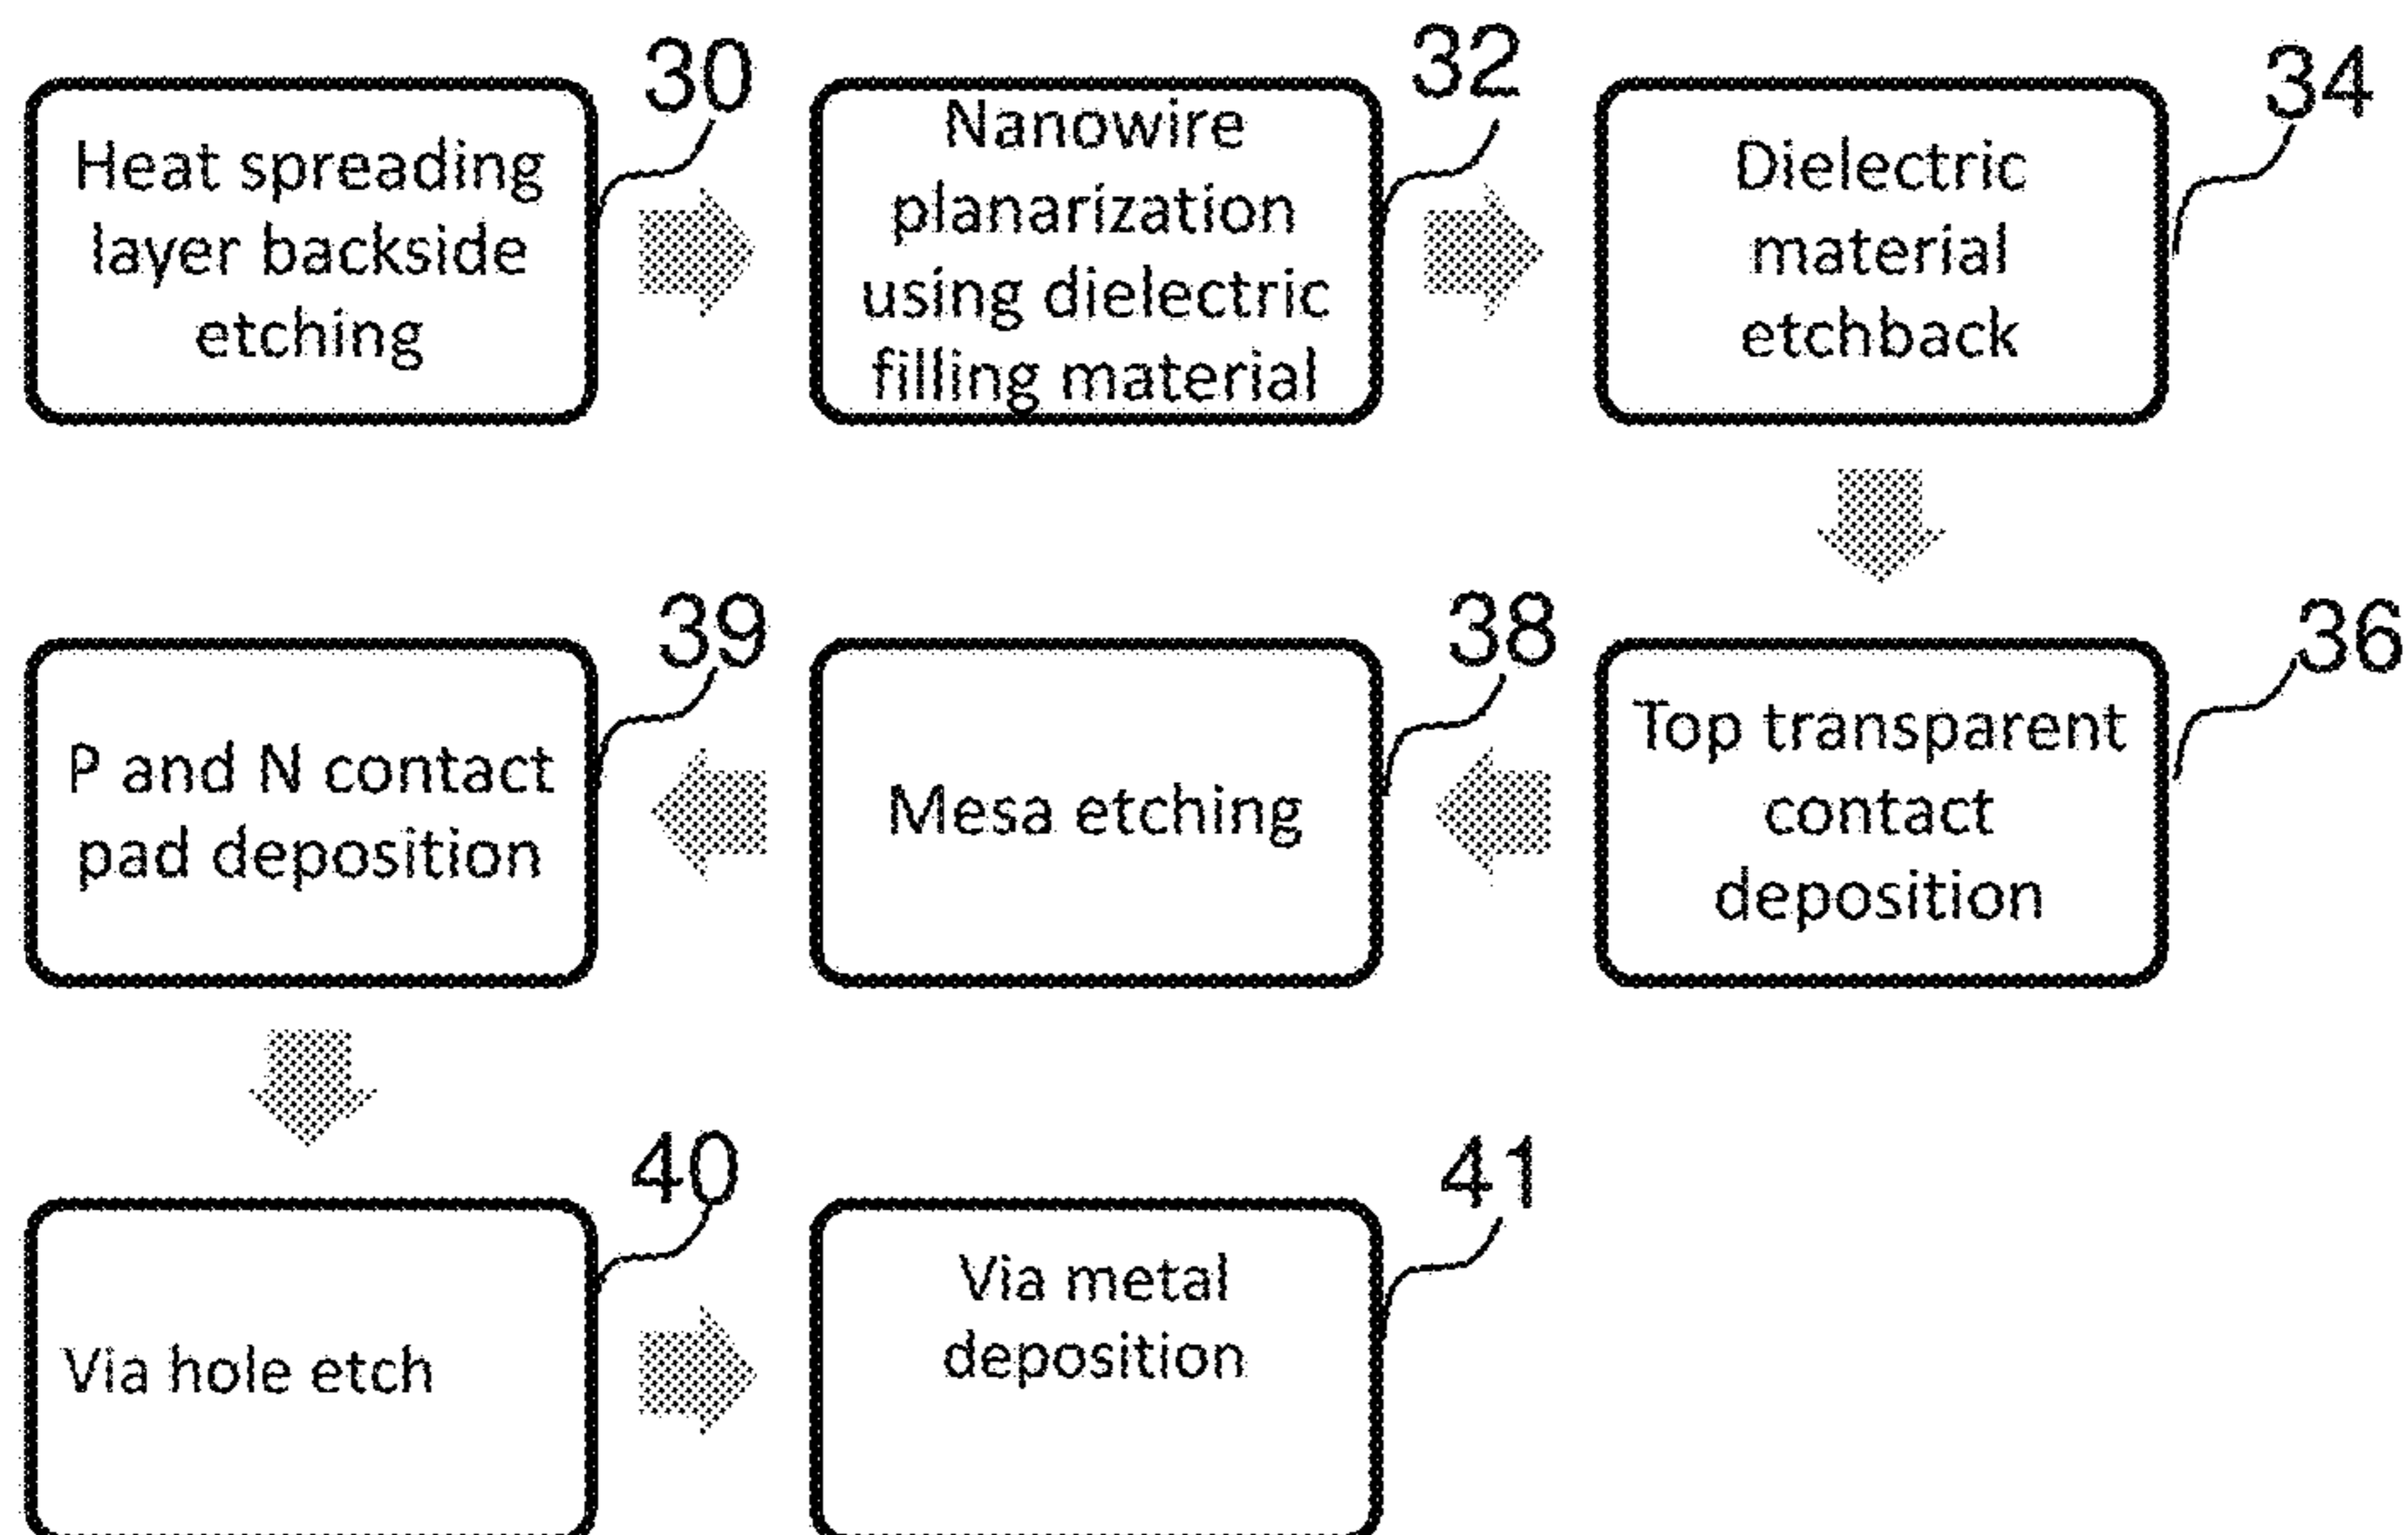 30
Heat spreading
layer backside
etching
32
Nanowire
planarization
using dielectric
filling material
34
Dielectric
material
etchback
36
Top transparent
contact
deposition
38
Mesa etching
39
P and N contact
pad deposition
40
Via hole etch
41
Via metal
deposition